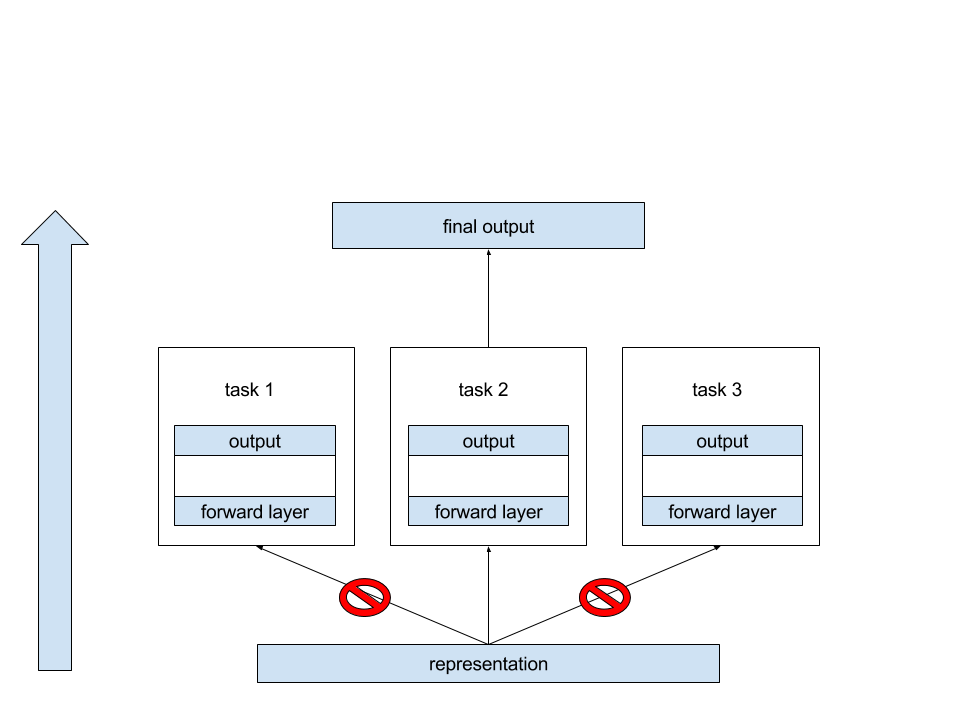 final output
task 1
task 2
task 3
output
output
output
forward layer
forward layer
forward layer
representation